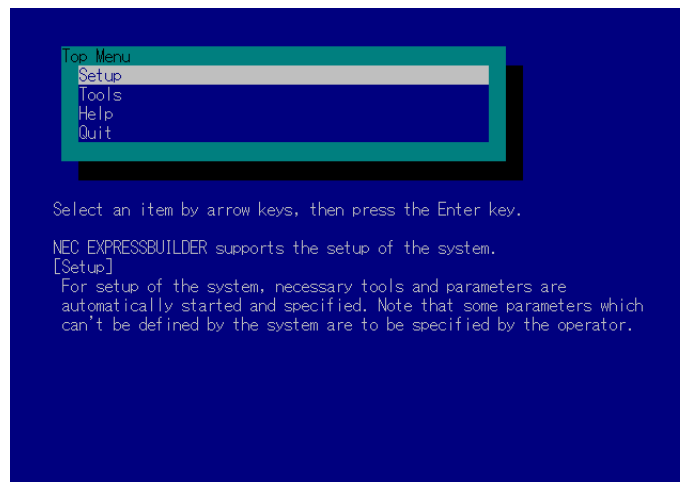 Top Menu
Setup
Tools
Help
Quit
Select an item by arrow keys, then press the Enter key.
NEC EXPRESSBUILDER supports the setup of the system.
[Setup]
For setup of the system, necessary tools and parameters are
automatically started and specified. Note that some parameters which
can't be defined by the system are to be specified by the operator.